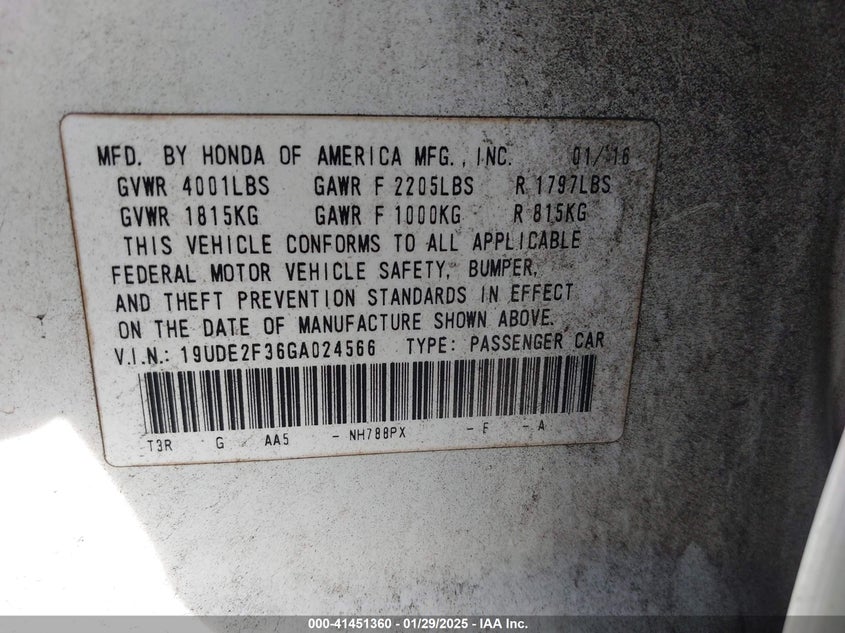 MFD. BY HONDA OF AMERICA MFG., INC. 01/16
GVWR 4001LBS GAWR F 2205LBS R 1797LBS
GVWR 1815KG GAWR F 1000KG R 815KG
THIS VEHICLE CONFORMS TO ALL APPLICABLE
FEDERAL MOTOR VEHICLE SAFETY, BUMPER,
AND THEFT PREVENTION STANDARDS IN EFFECT
ON THE DATE OF MANUFACTURE SHOWN ABOVE.
V.I.N.: 19UDE2F36GA024566 TYPE: PASSENGER CAR
T3R G AA5 - NH788PX - E - A
000-41451360 - 01/29/2025 - IAA Inc.